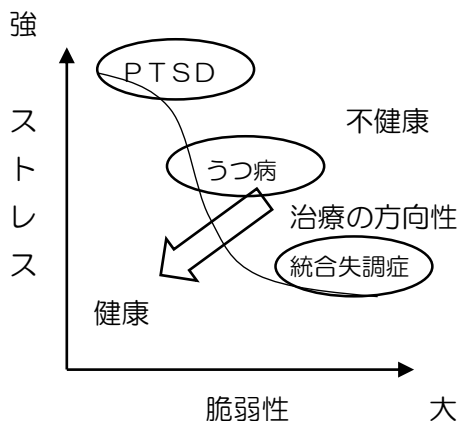 強
ＰＴＳＤ
ストレス
不健康
うつ病
治療の方向性
統合失調症
健康
脆弱性
大